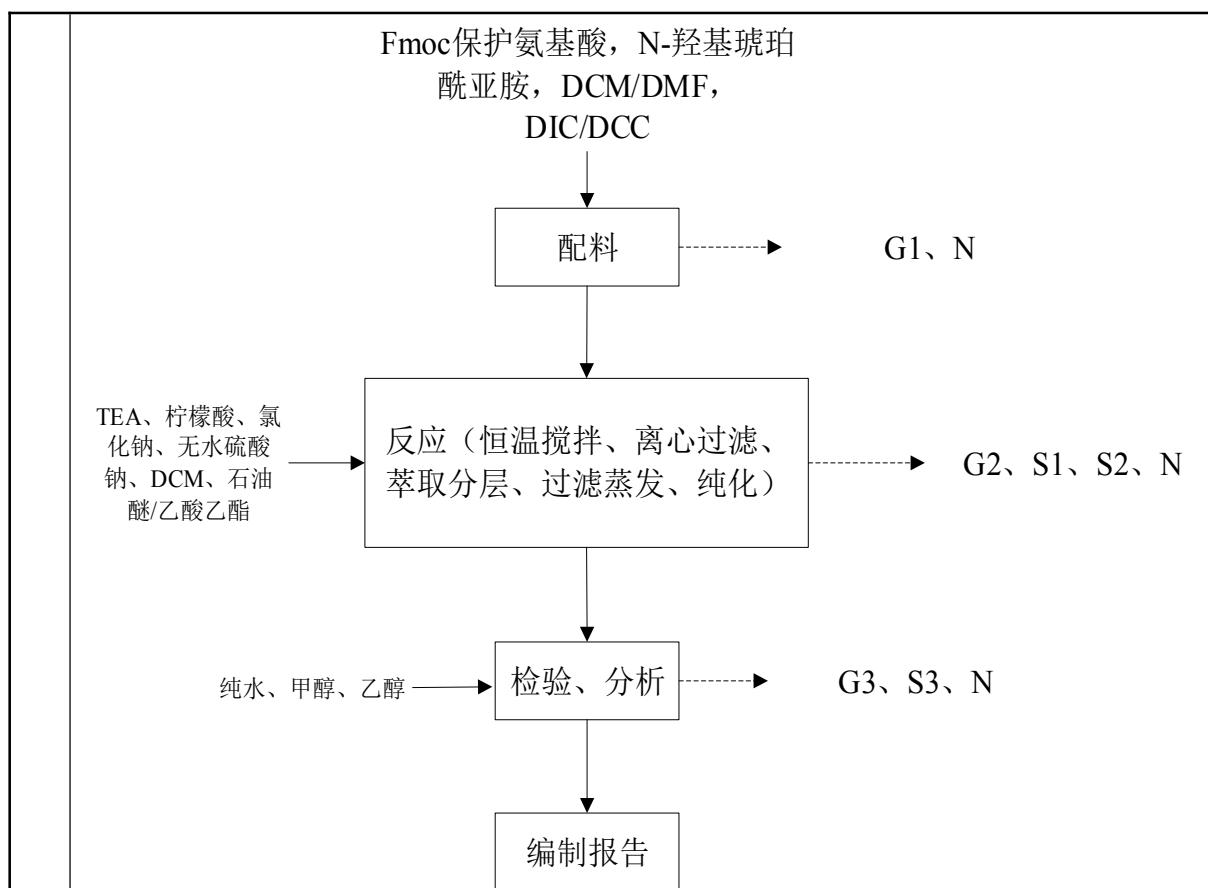 Fmoc保护氨基酸，N-羟基琥珀
酰亚胺，DCM/DMF，
DIC/DCC
配料
G1、N
TEA、柠檬酸、氯
化钠、无水硫酸
钠、DCM、石油
醚/乙酸乙酯
反应（恒温搅拌、离心过滤、
萃取分层、过滤蒸发、纯化）
G2、S1、S2、N
纯水、甲醇、乙醇
检验、分析
G3、S3、N
编制报告